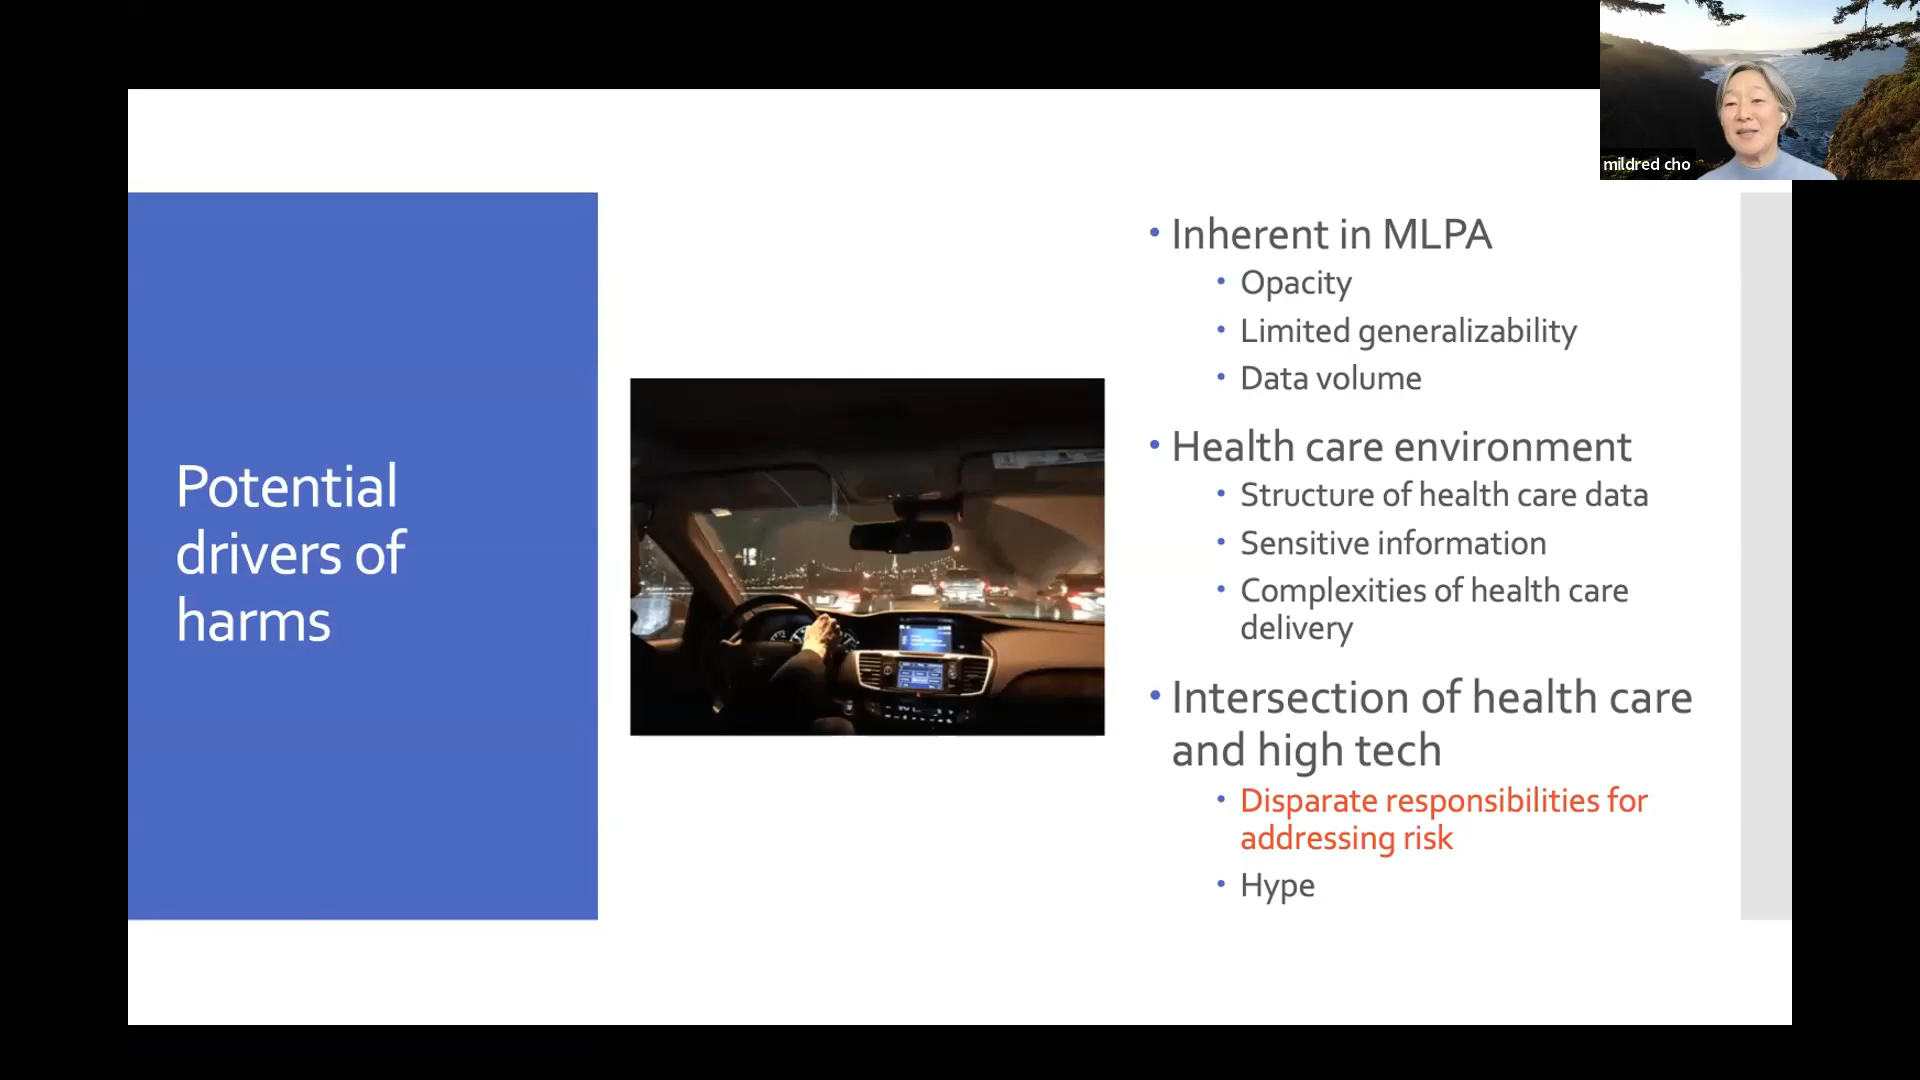 mildred cho
Potential
drivers of
harms
Inherent in MLPA
Opacity
Limited generalizability
Data volume
Health care environment
Structure of health care data
Sensitive information
Complexities of health care
delivery
Intersection of health care
and high tech
Disparate responsibilities for
addressing risk
Hype